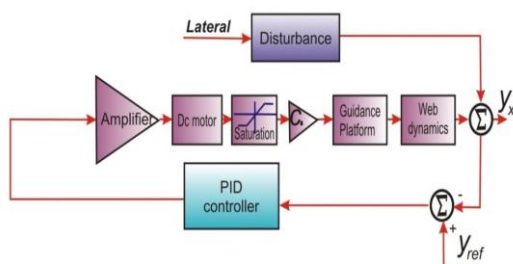 Lateral
Disturbance
Amplifier
Dc motor
Saturation
C
Guidance
Platform
Web
dynamics
Σ
yx
PID
controller
Σ
-
+
yref